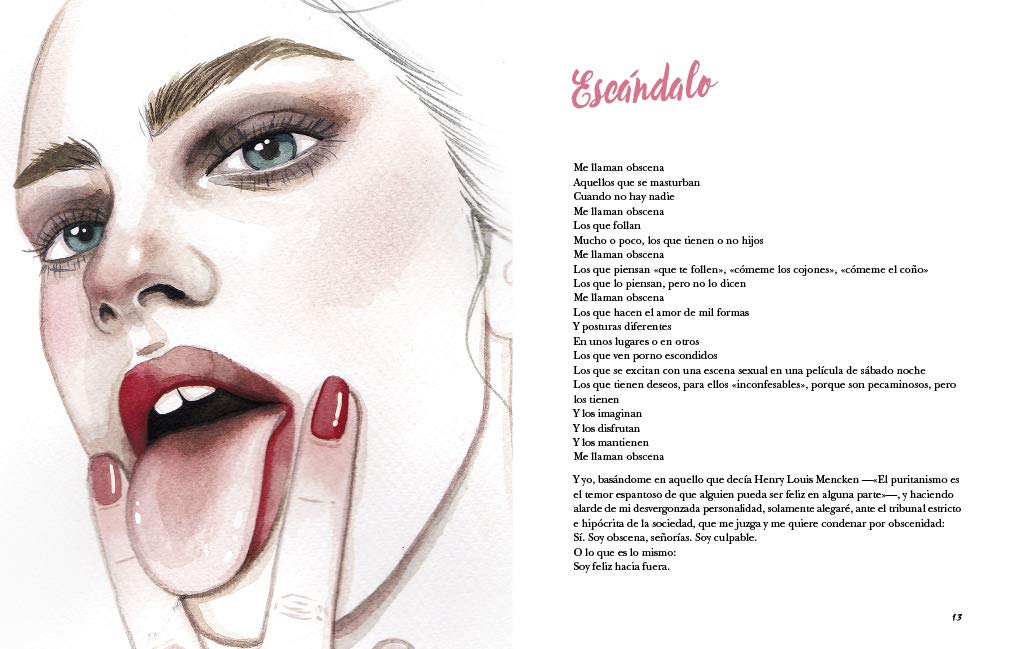 Escándalo
Me llaman obscena
Aquellos que se masturban
Cuando no hay nadie
Me llaman obscena
Los que follan
Mucho o poco, los que tienen o no hijos
Me llaman obscena
Los que piensan «que te follen», «cómeme los cojones», «cómeme el coño»
Los que lo piensan, pero no lo dicen
Me llaman obscena
Los que hacen el amor de mil formas
Y posturas diferentes
En unos lugares o en otros
Los que ven porno escondidos
Los que se excitan con una escena sexual en una película de sábado noche
Los que tienen deseos, para ellos «inconfesables», porque son pecaminosos, pero
los tienen
Y los imaginan
Y los disfrutan
Y los mantienen
Me llaman obscena
Y yo, basándome en aquello que decía Henry Louis Mencken —«El puritanismo es
el temor espantoso de que alguien pueda ser feliz en alguna parte»—, y haciendo
alarde de mi desvergonzada personalidad, solamente alegaré, ante el tribunal estricto
e hipócrita de la sociedad, que me juzga y me quiere condenar por obscenidad:
Sí. Soy obscena, señorías. Soy culpable.
O lo que es lo mismo:
Soy feliz hacia fuera.
13